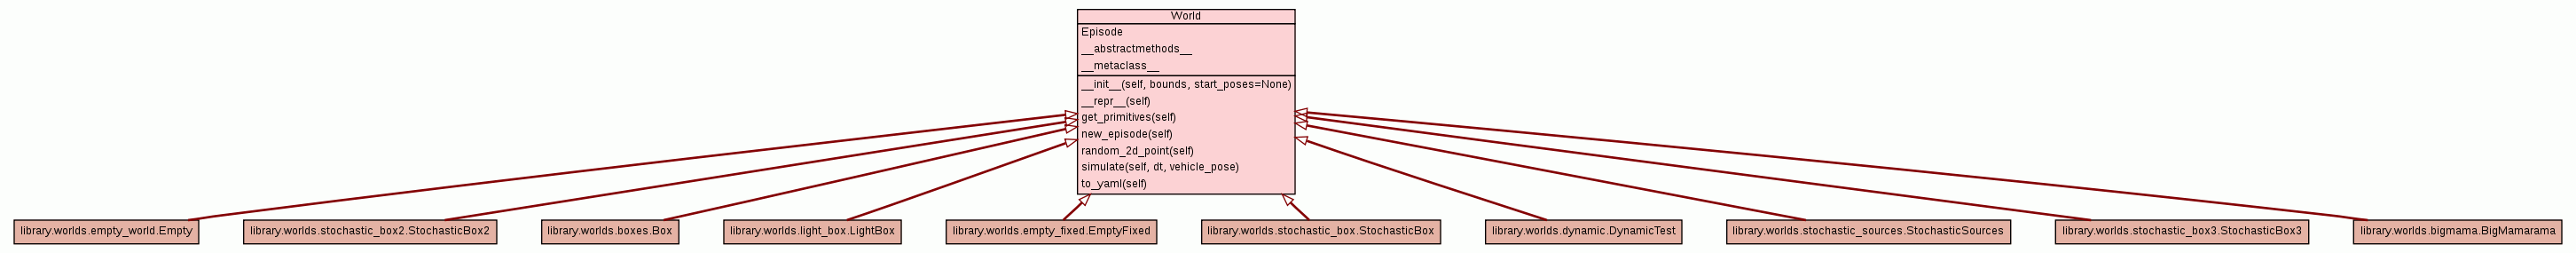 World
Episode
__abstractmethods__
__metaclass__
__init__(self, bounds, start_poses=None)
__repr__(self)
get_primitives(self)
new_episode(self)
random_2d_point(self)
simulate(self, dt, vehicle_pose)
to_yaml(self)
library.worlds.empty_world.Empty
library.worlds.stochastic_box2.StochasticBox2
library.worlds.boxes.Box
library.worlds.light_box.LightBox
library.worlds.empty_fixed.EmptyFixed
library.worlds.stochastic_box.StochasticBox
library.worlds.dynamic.DynamicTest
library.worlds.stochastic_sources.StochasticSources
library.worlds.stochastic_box3.StochasticBox3
library.worlds.bigmama.BigMamarama